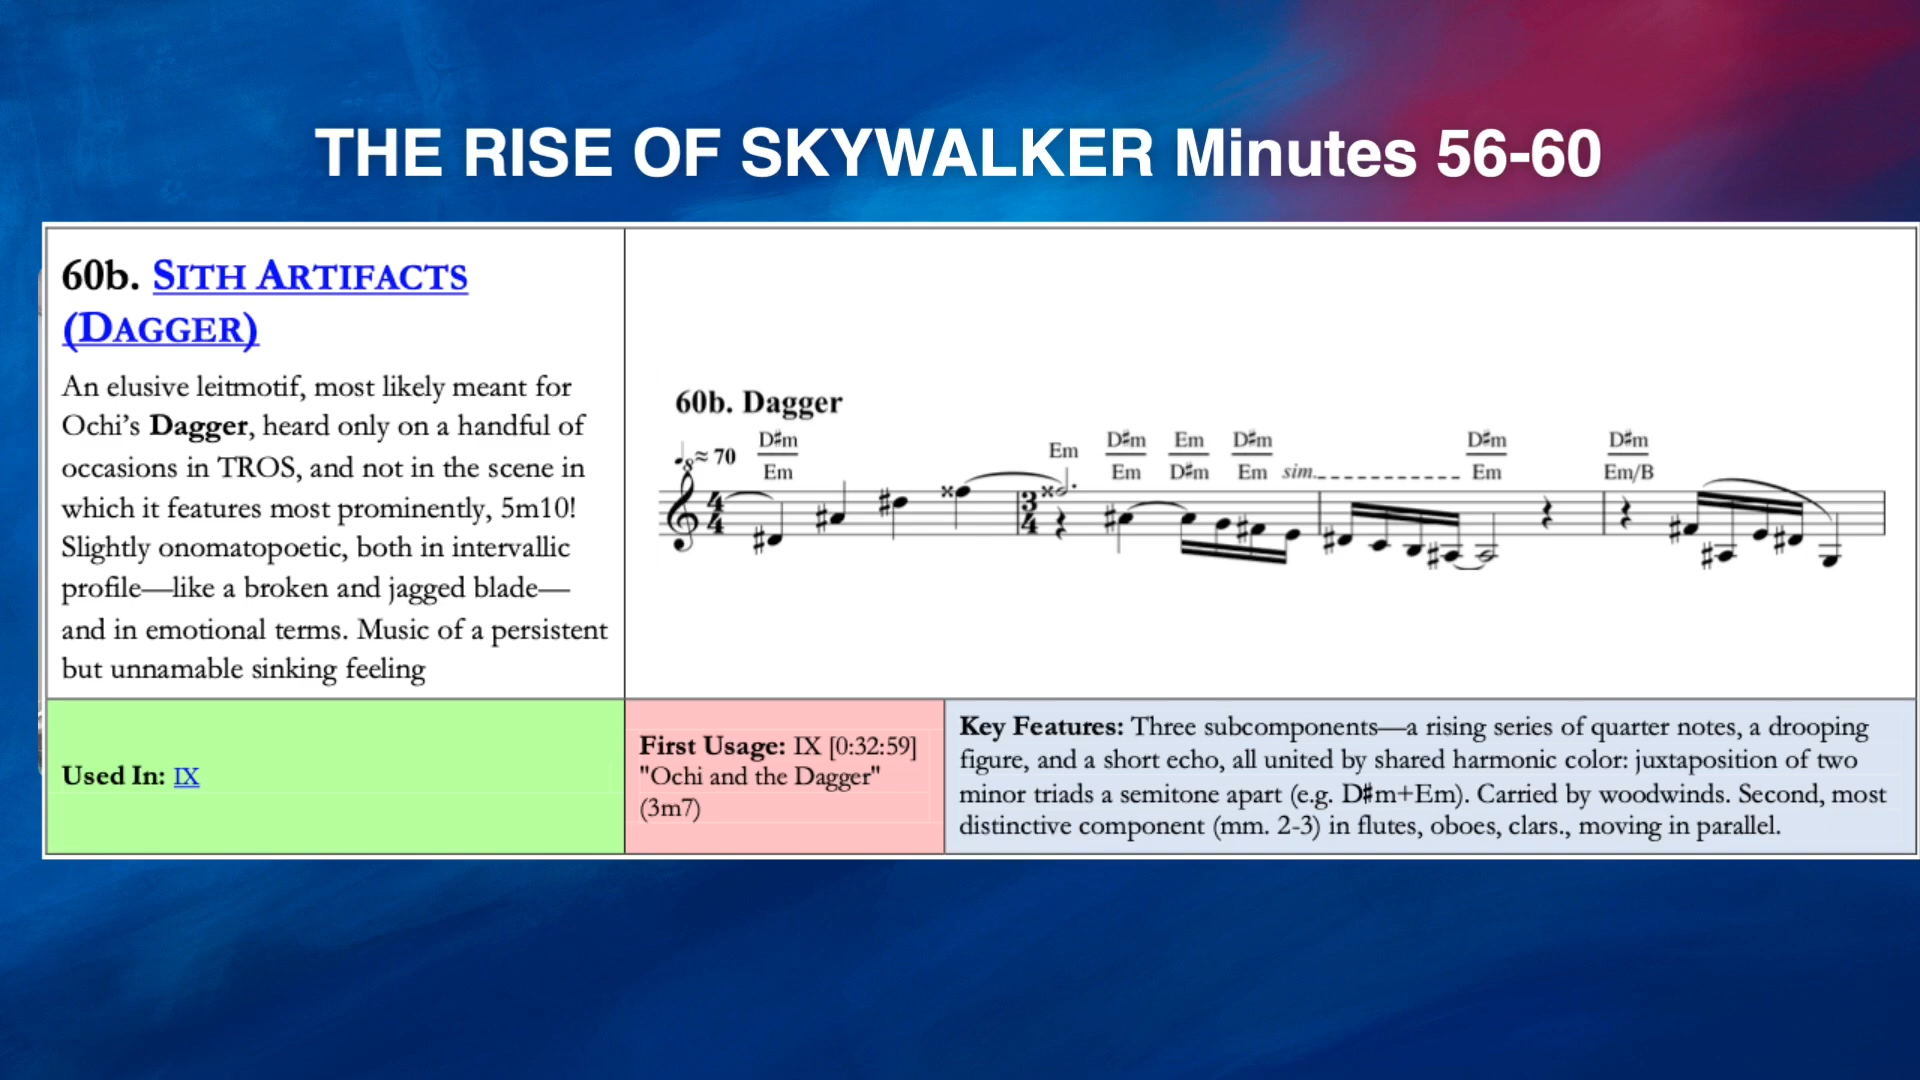 THE RISE OF SKYWALKER Minutes 56-60
60b. SITH ARTIFACTS
(DAGGER)
An elusive leitmotif, most likely meant for
Ochi’s Dagger, heard only on a handful of
occasions in TROS, and not in the scene in
which it features most prominently, 5m10!
Slightly onomatopoetic, both in intervallic
profile—like a broken and jagged blade—
and in emotional terms. Music of a persistent
but unnamable sinking feeling
60b. Dagger
♩≈ 70
D♯m Em D♯m Em D♯m D♯m D♯m
Em Em D♯m Em sim. Em Em/B
8
4 3
4 4
Used In: IX
First Usage: IX [0:32:59]
"Ochi and the Dagger"
(3m7)
Key Features: Three subcomponents—a rising series of quarter notes, a drooping
figure, and a short echo, all united by shared harmonic color: juxtaposition of two
minor triads a semitone apart (e.g. D♯m+Em). Carried by woodwinds. Second, most
distinctive component (mm. 2-3) in flutes, oboes, clars., moving in parallel.